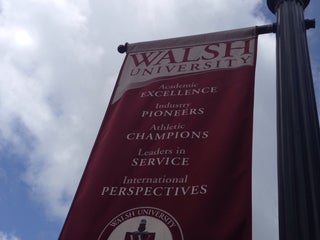 WALSH
UNIVERSITY
Academic
EXCELLENCE
Industry
PIONEERS
Athletic
CHAMPIONS
Leaders in
SERVICE
International
PERSPECTIVES
WALSH UNIVERSITY